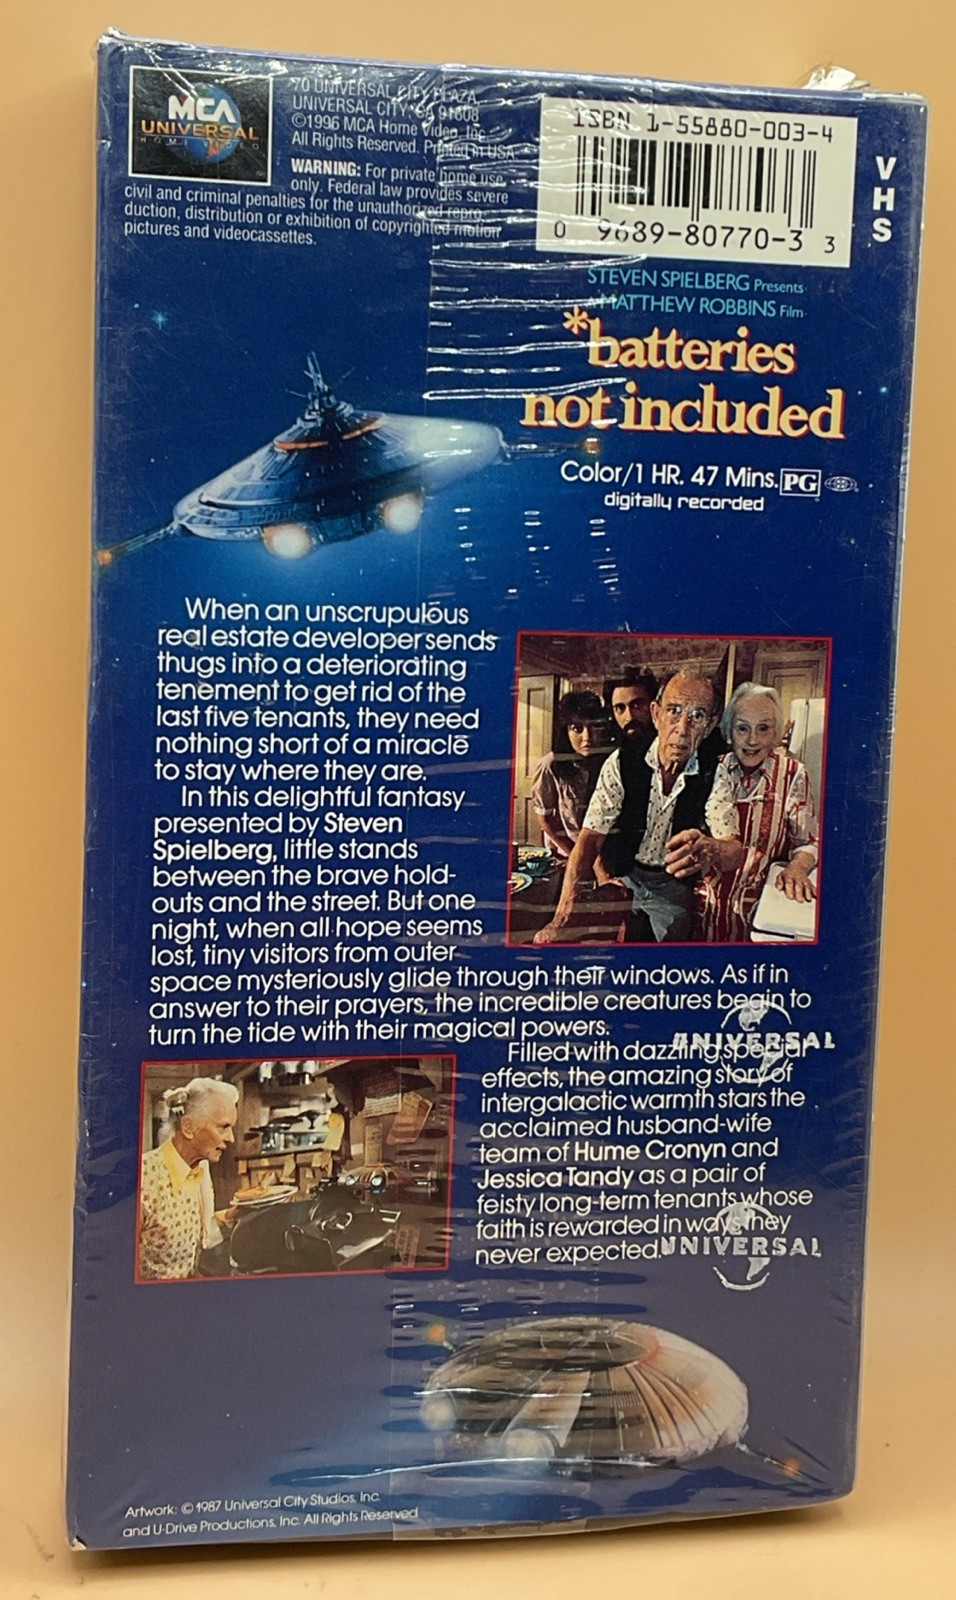 MCA
UNIVERSAL
HOME VIDEO
70 UNIVERSAL CITY PLAZA,
UNIVERSAL CITY, CA 91608
©1996 MCA Home Video, Inc.
All Rights Reserved. Printed in USA
WARNING: For private home use
only. Federal law provides severe
civil and criminal penalties for the unauthorized repro-
duction, distribution or exhibition of copyrighted motion
pictures and videocassettes.
ISBN 1-55880-003-4
0 9689-80770-3 3
VHS
STEVEN SPIELBERG Presents
A MATTHEW ROBBINS Film
*batteries
not included
Color/1 HR. 47 Mins. PG
digitally recorded
When an unscrupulous
real estate developer sends
thugs into a deteriorating
tenement to get rid of the
last five tenants, they need
nothing short of a miracle
to stay where they are.
In this delightful fantasy
presented by Steven
Spielberg, little stands
between the brave hold-
outs and the street. But one
night, when all hope seems
lost, tiny visitors from outer
space mysteriously glide through their windows. As if in
answer to their prayers, the incredible creatures begin to
turn the tide with their magical powers.
Filled with dazzling special
effects, the amazing story of
intergalactic warmth stars the
acclaimed husband-wife
team of Hume Cronyn and
Jessica Tandy as a pair of
feisty long-term tenants whose
faith is rewarded in ways they
never expected.
UNIVERSAL
UNIVERSAL
Artwork: © 1987 Universal City Studios, Inc.
and U-Drive Productions, Inc. All Rights Reserved